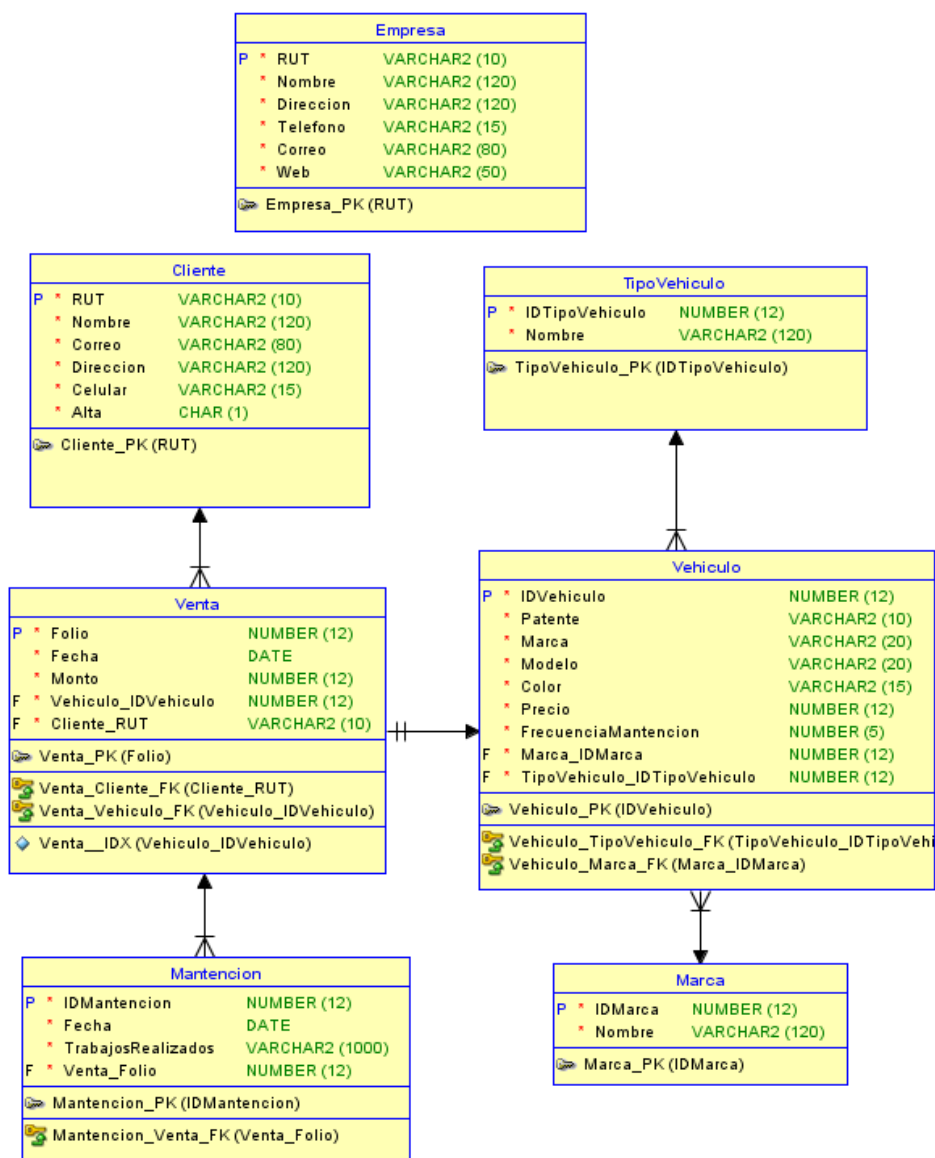 Empresa
P * RUT VARCHAR2 (10)
* Nombre VARCHAR2 (120)
* Direccion VARCHAR2 (120)
* Telefono VARCHAR2 (15)
* Correo VARCHAR2 (80)
* Web VARCHAR2 (50)
Empresa_PK (RUT)
Cliente
P * RUT VARCHAR2 (10)
* Nombre VARCHAR2 (120)
* Correo VARCHAR2 (80)
* Direccion VARCHAR2 (120)
* Celular VARCHAR2 (15)
* Alta CHAR (1)
Cliente_PK (RUT)
TipoVehiculo
P * IDTipoVehiculo NUMBER (12)
* Nombre VARCHAR2 (120)
TipoVehiculo_PK (IDTipoVehiculo)
Venta
P * Folio NUMBER (12)
* Fecha DATE
* Monto NUMBER (12)
F * Vehiculo_IDVehiculo NUMBER (12)
F * Cliente_RUT VARCHAR2 (10)
Venta_PK (Folio)
Venta_Cliente_FK (Cliente_RUT)
Venta_Vehiculo_FK (Vehiculo_IDVehiculo)
Venta__IDX (Vehiculo_IDVehiculo)
Vehiculo
P * IDVehiculo NUMBER (12)
* Patente VARCHAR2 (10)
* Marca VARCHAR2 (20)
* Modelo VARCHAR2 (20)
* Color VARCHAR2 (15)
* Precio NUMBER (12)
* FrecuenciaMantencion NUMBER (5)
F * Marca_IDMarca NUMBER (12)
F * TipoVehiculo_IDTipoVehiculo NUMBER (12)
Vehiculo_PK (IDVehiculo)
Vehiculo_TipoVehiculo_FK (TipoVehiculo_IDTipoVehi
Vehiculo_Marca_FK (Marca_IDMarca)
Mantencion
P * IDMantencion NUMBER (12)
* Fecha DATE
* TrabajosRealizados VARCHAR2 (1000)
F * Venta_Folio NUMBER (12)
Mantencion_PK (IDMantencion)
Mantencion_Venta_FK (Venta_Folio)
Marca
P * IDMarca NUMBER (12)
* Nombre VARCHAR2 (120)
Marca_PK (IDMarca)